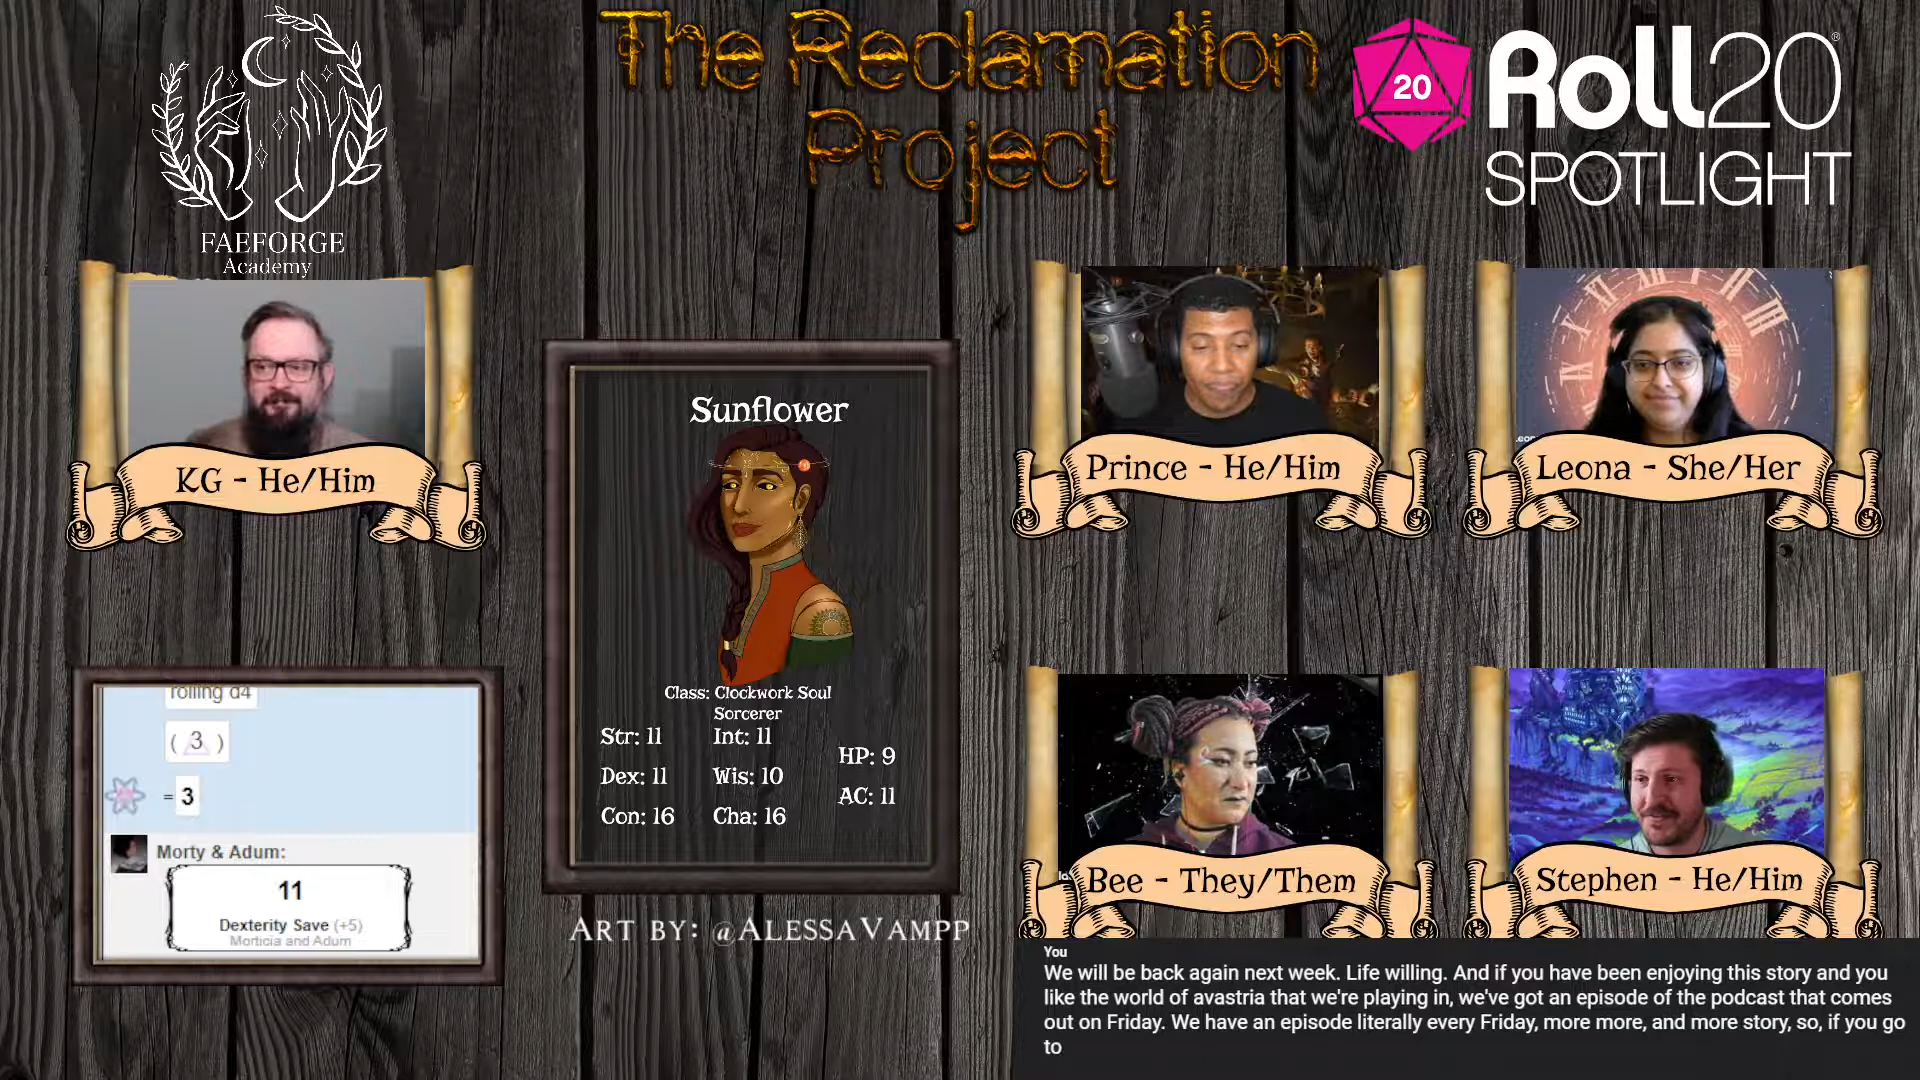 The Reclamation
Project
20
Roll20®
SPOTLIGHT
FAEFORGE
Academy
KG - He/Him
Prince - He/Him
Leona - She/Her
Sunflower
Class: Clockwork Soul
Sorcerer
Str: 11
Int: 11
HP: 9
Dex: 11
Wis: 10
AC: 11
Con: 16
Cha: 16
rolling d4
( 3 )
= 3
Morty & Adum:
11
Dexterity Save (+5)
Morticia and Adum
Bee - They/Them
Stephen - He/Him
ART BY: @ALESSAVAMPP
You
We will be back again next week. Life willing. And if you have been enjoying this story and you
like the world of avastria that we're playing in, we've got an episode of the podcast that comes
out on Friday. We have an episode literally every Friday, more more, and more story, so, if you go
to